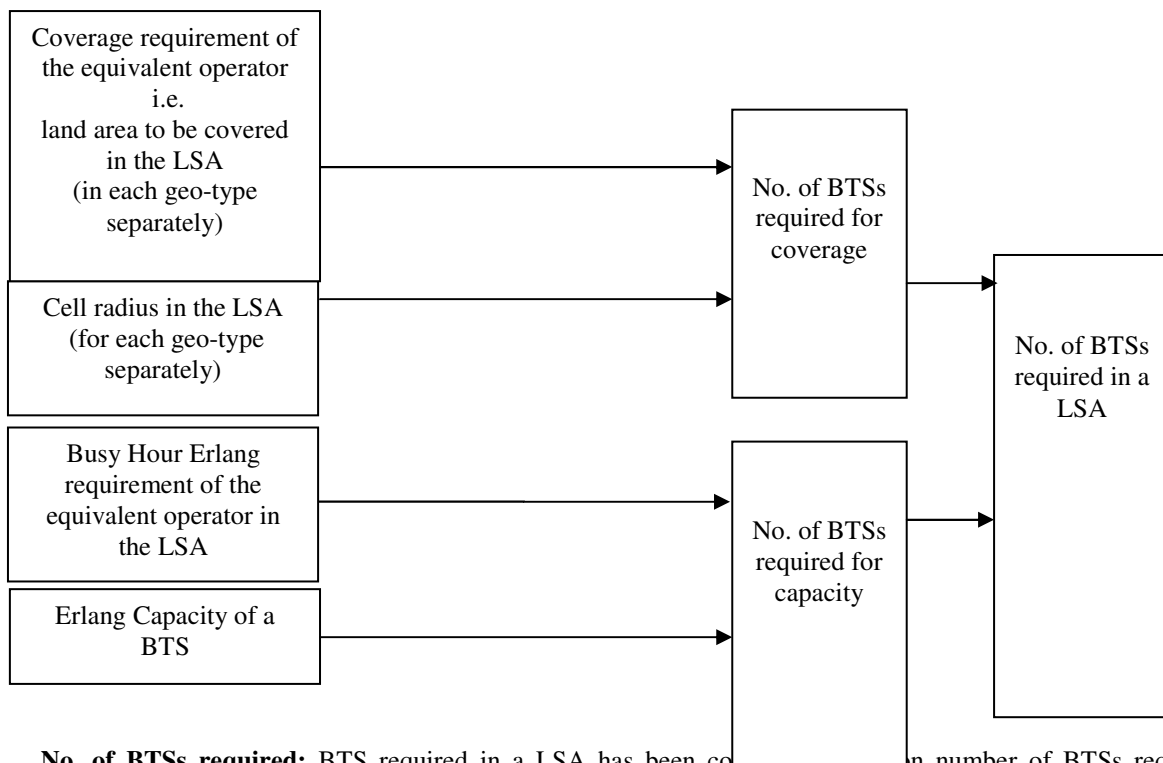 Coverage requirement of
the equivalent operator
i.e.
land area to be covered
in the LSA
(in each geo-type
separately)
Cell radius in the LSA
(for each geo-type
separately)
Busy Hour Erlang
requirement of the
equivalent operator in
the LSA
Erlang Capacity of a
BTS
No. of BTSs
required for
coverage
No. of BTSs
required for
capacity
No. of BTSs
required in a
LSA
No. of BTSs required: BTS required in a LSA has been number of BTSs